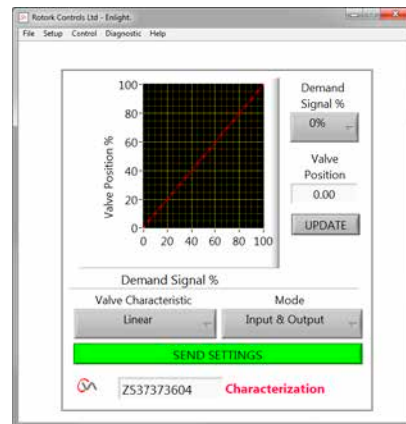 Rotork Controls Ltd - Enlight.
File Setup Control Diagnostic Help
100
80
60
40
20
0
Valve Position %
0 20 40 60 80 100
Demand Signal %
Demand
Signal %
0%
Valve
Position
0.00
UPDATE
Valve Characteristic
Linear
Mode
Input & Output
SEND SETTINGS
ZS37373604
Characterization